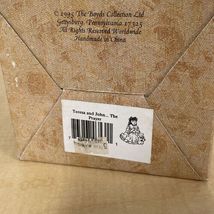 © 1995 The Boyds Collection Ltd
Gettysburg, Pennsylvania 17325
All Rights Reserved Worldwide
Handmade in China
Teresa and John... The
Prayer